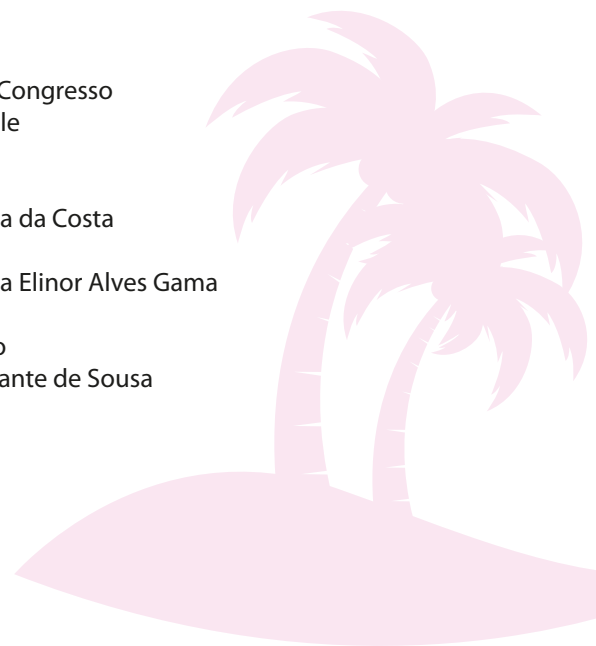 Congresso
le
a da Costa
a Elinor Alves Gama
o
ante de Sousa